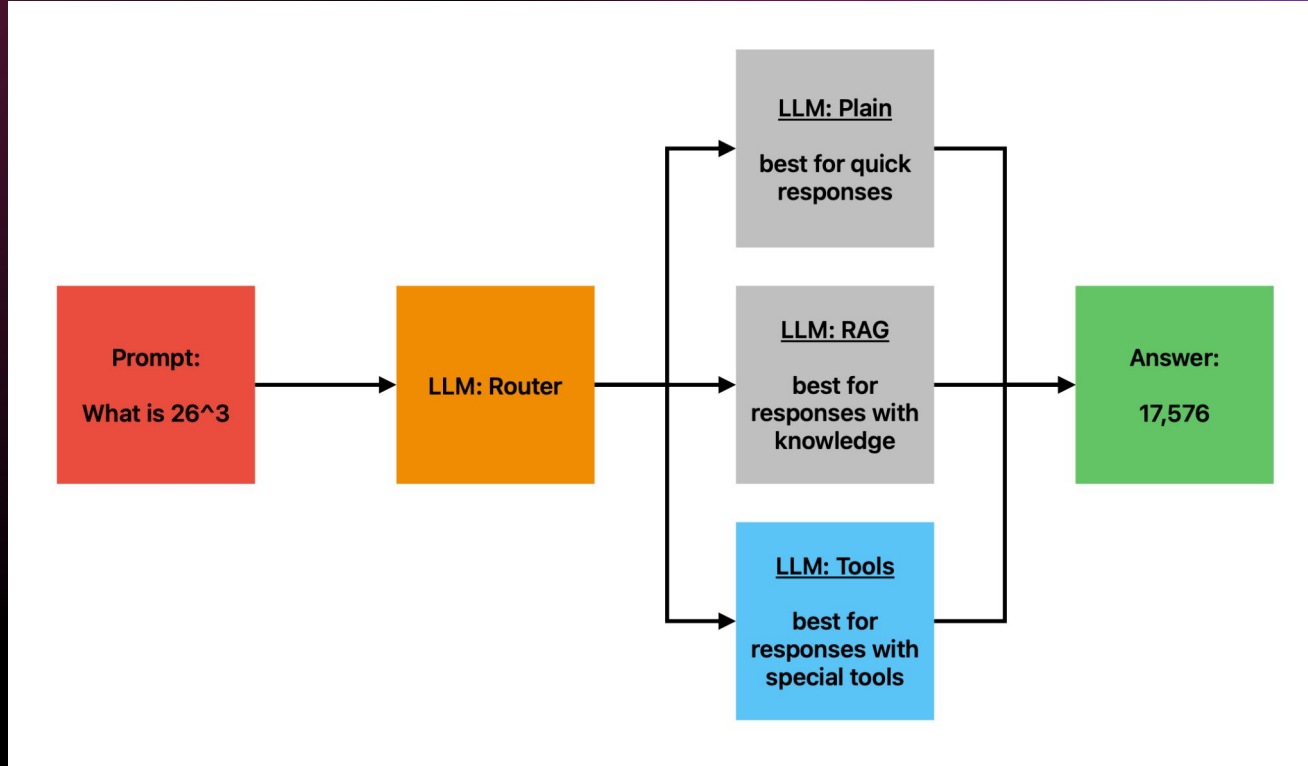 Prompt:
What is 26^3
LLM: Router
LLM: Plain
best for quick
responses
LLM: RAG
best for
responses with
knowledge
LLM: Tools
best for
responses with
special tools
Answer:
17,576